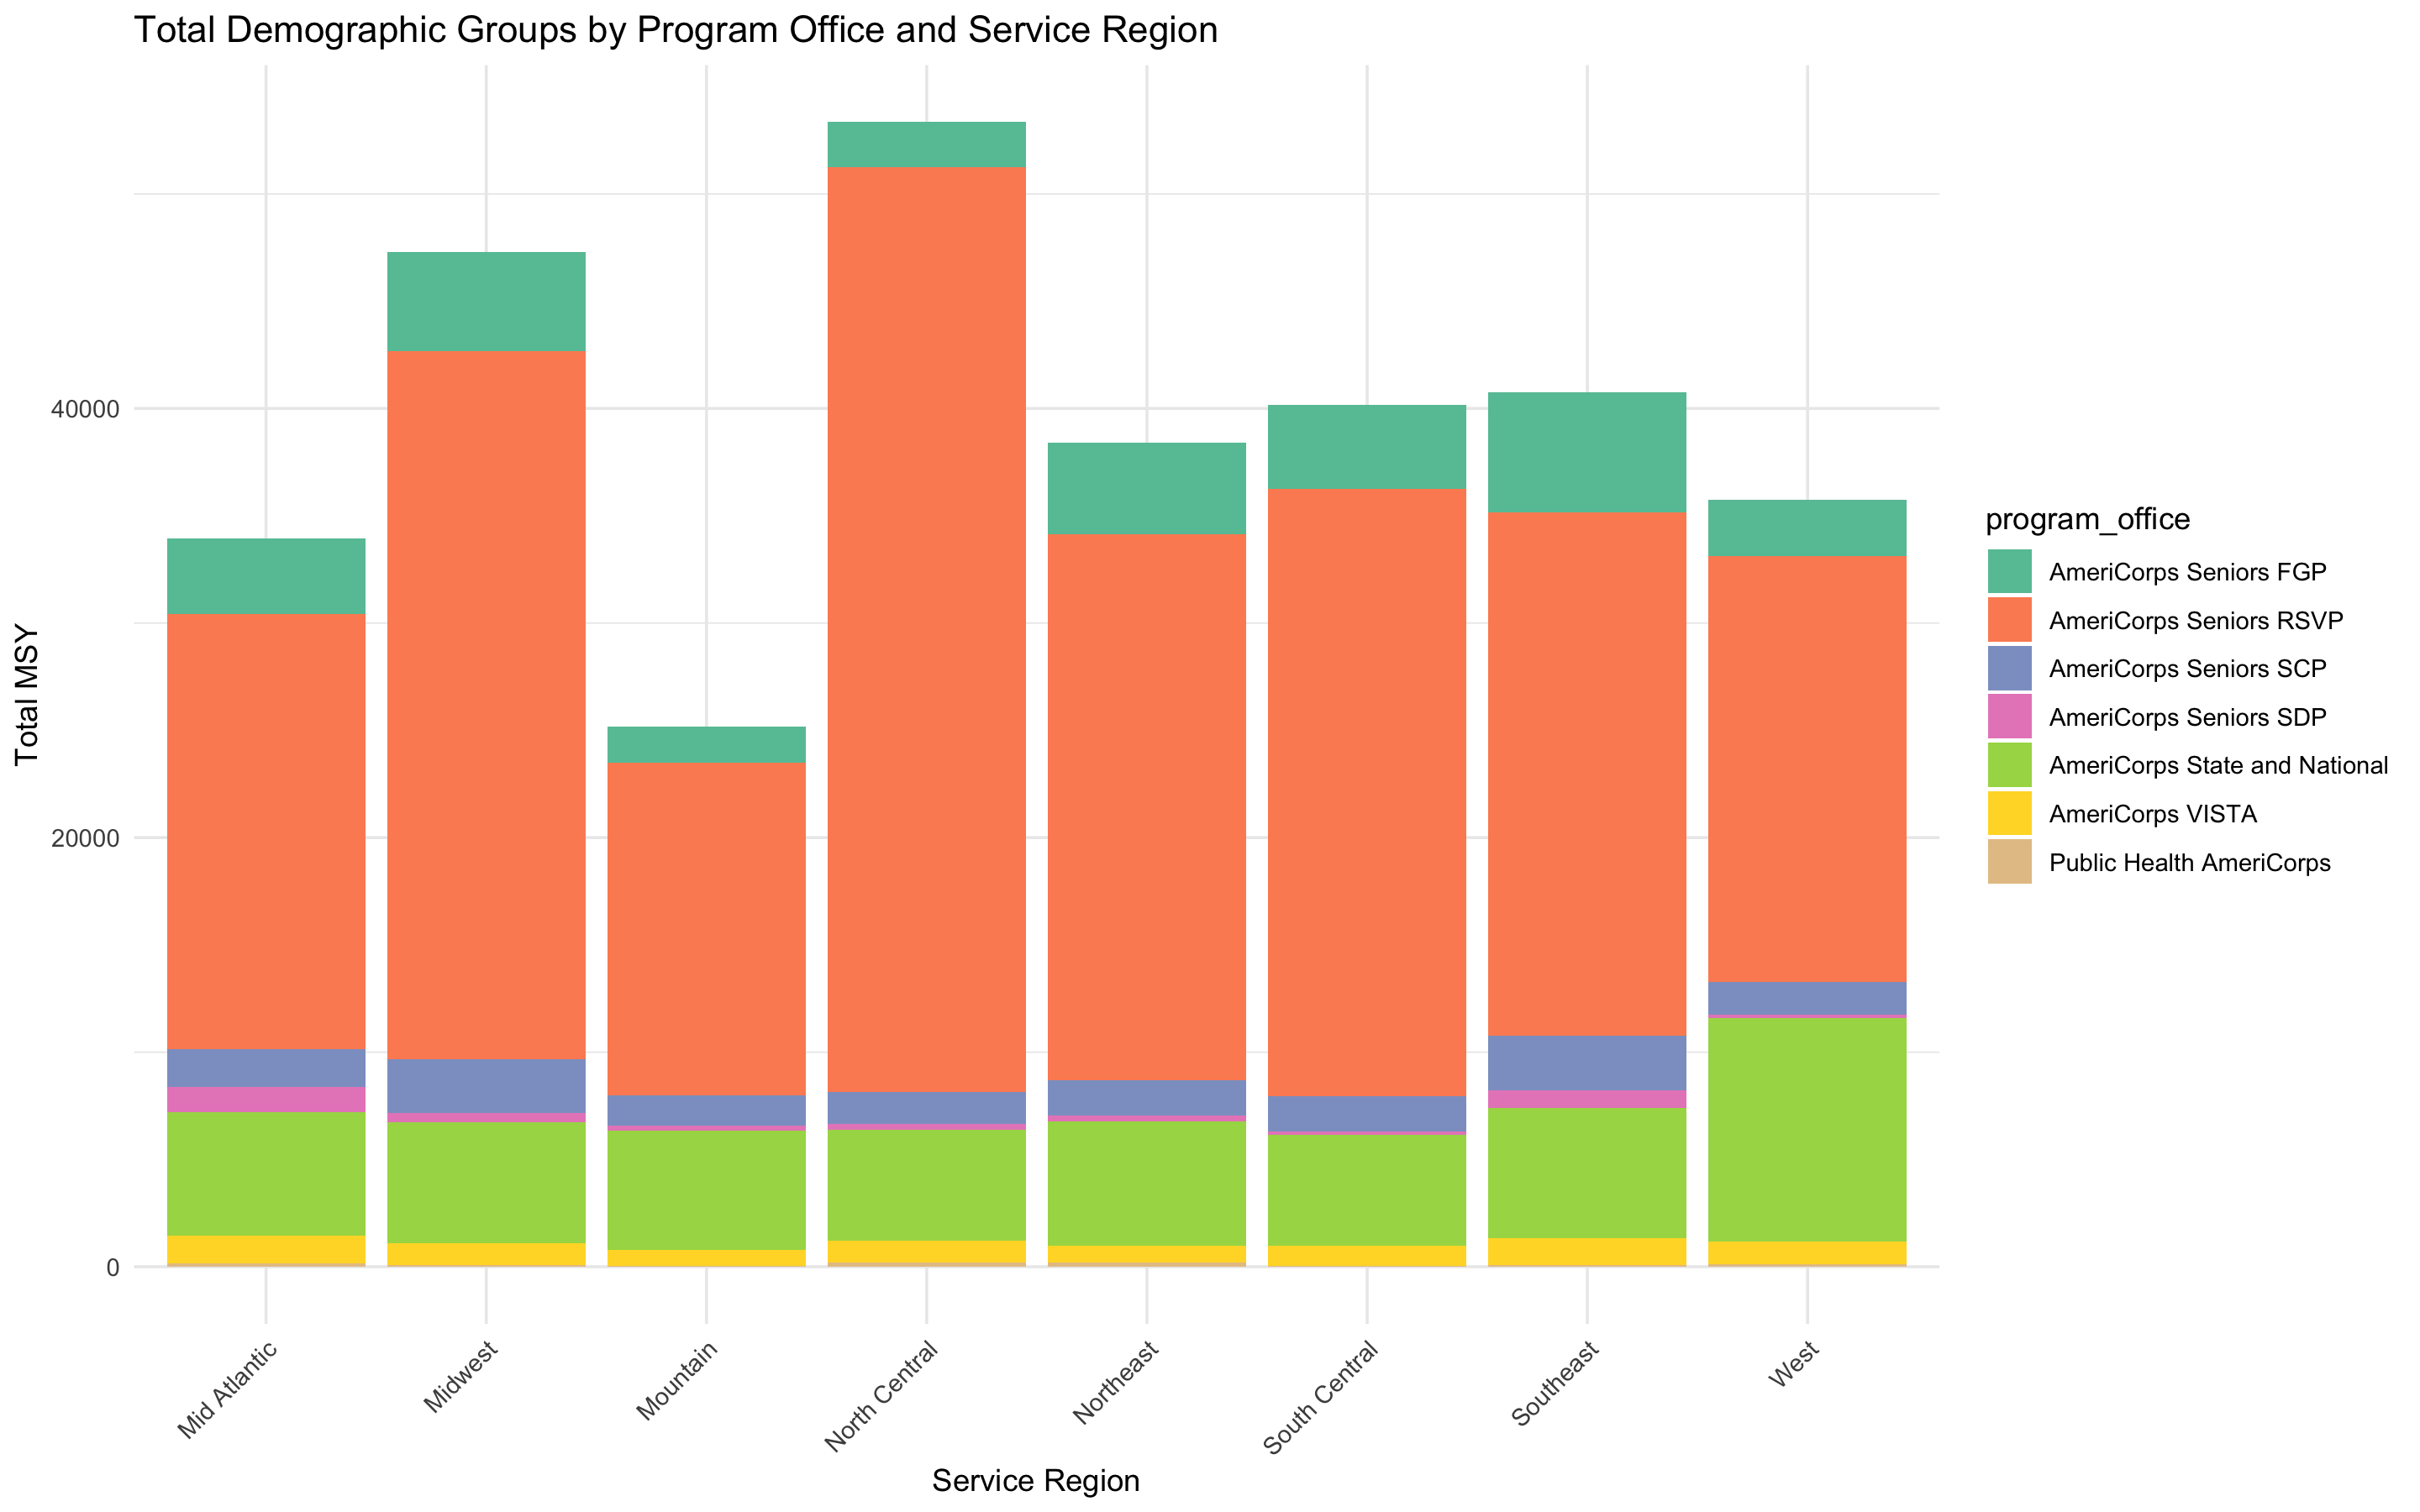 Total Demographic Groups by Program Office and Service Region
Total MSY
40000
20000
0
Mid Atlantic
Midwest
Mountain
North Central
Northeast
South Central
Southeast
West
Service Region
program_office
AmeriCorps Seniors FGP
AmeriCorps Seniors RSVP
AmeriCorps Seniors SCP
AmeriCorps Seniors SDP
AmeriCorps State and National
AmeriCorps VISTA
Public Health AmeriCorps